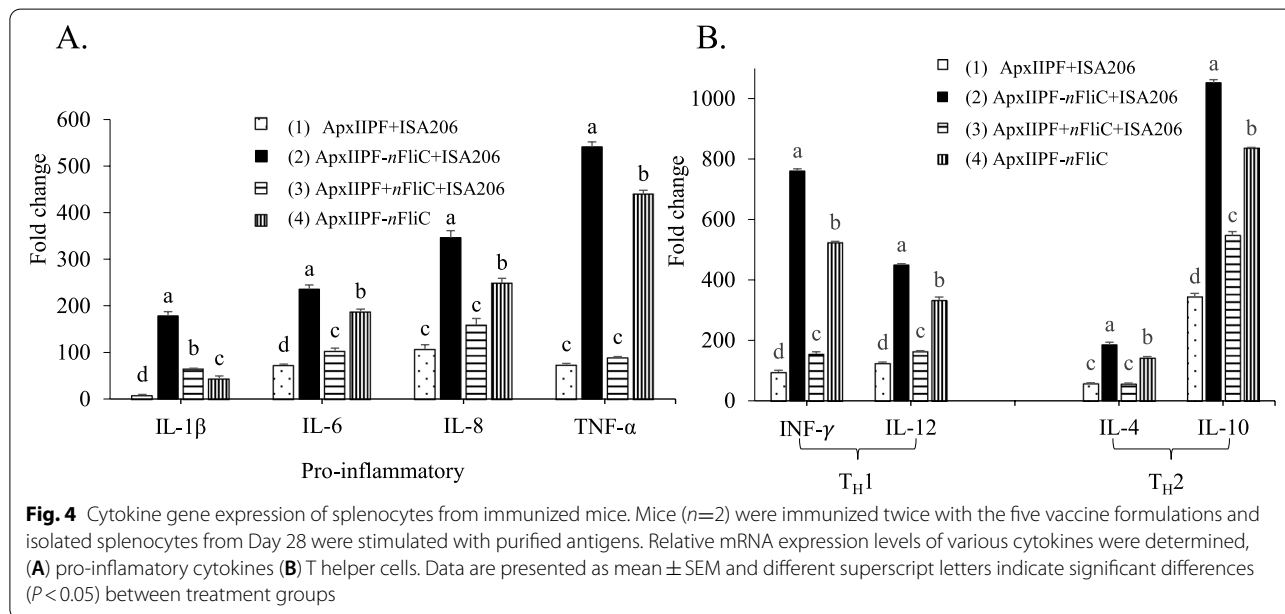 A.
600
500
400
300
200
100
0
Fold change
(1) ApxIIPF+ISA206
(2) ApxIIPF-nFliC+ISA206
(3) ApxIIPF+nFliC+ISA206
(4) ApxIIPF-nFliC
d a b c
d a c b
c a c b
c a c b
IL-1β IL-6 IL-8 TNF-α
Pro-inflammatory
B.
1000
800
600
400
200
0
Fold change
(1) ApxIIPF+ISA206
(2) ApxIIPF-nFliC+ISA206
(3) ApxIIPF+nFliC+ISA206
(4) ApxIIPF-nFliC
d a c b
d a c b
c a c b
d a c b
INF-γ IL-12 IL-4 IL-10
TH1 TH2
Fig. 4 Cytokine gene expression of splenocytes from immunized mice. Mice (n=2) were immunized twice with the five vaccine formulations and
isolated splenocytes from Day 28 were stimulated with purified antigens. Relative mRNA expression levels of various cytokines were determined,
(A) pro-inflamatory cytokines (B) T helper cells. Data are presented as mean ± SEM and different superscript letters indicate significant differences
(P < 0.05) between treatment groups